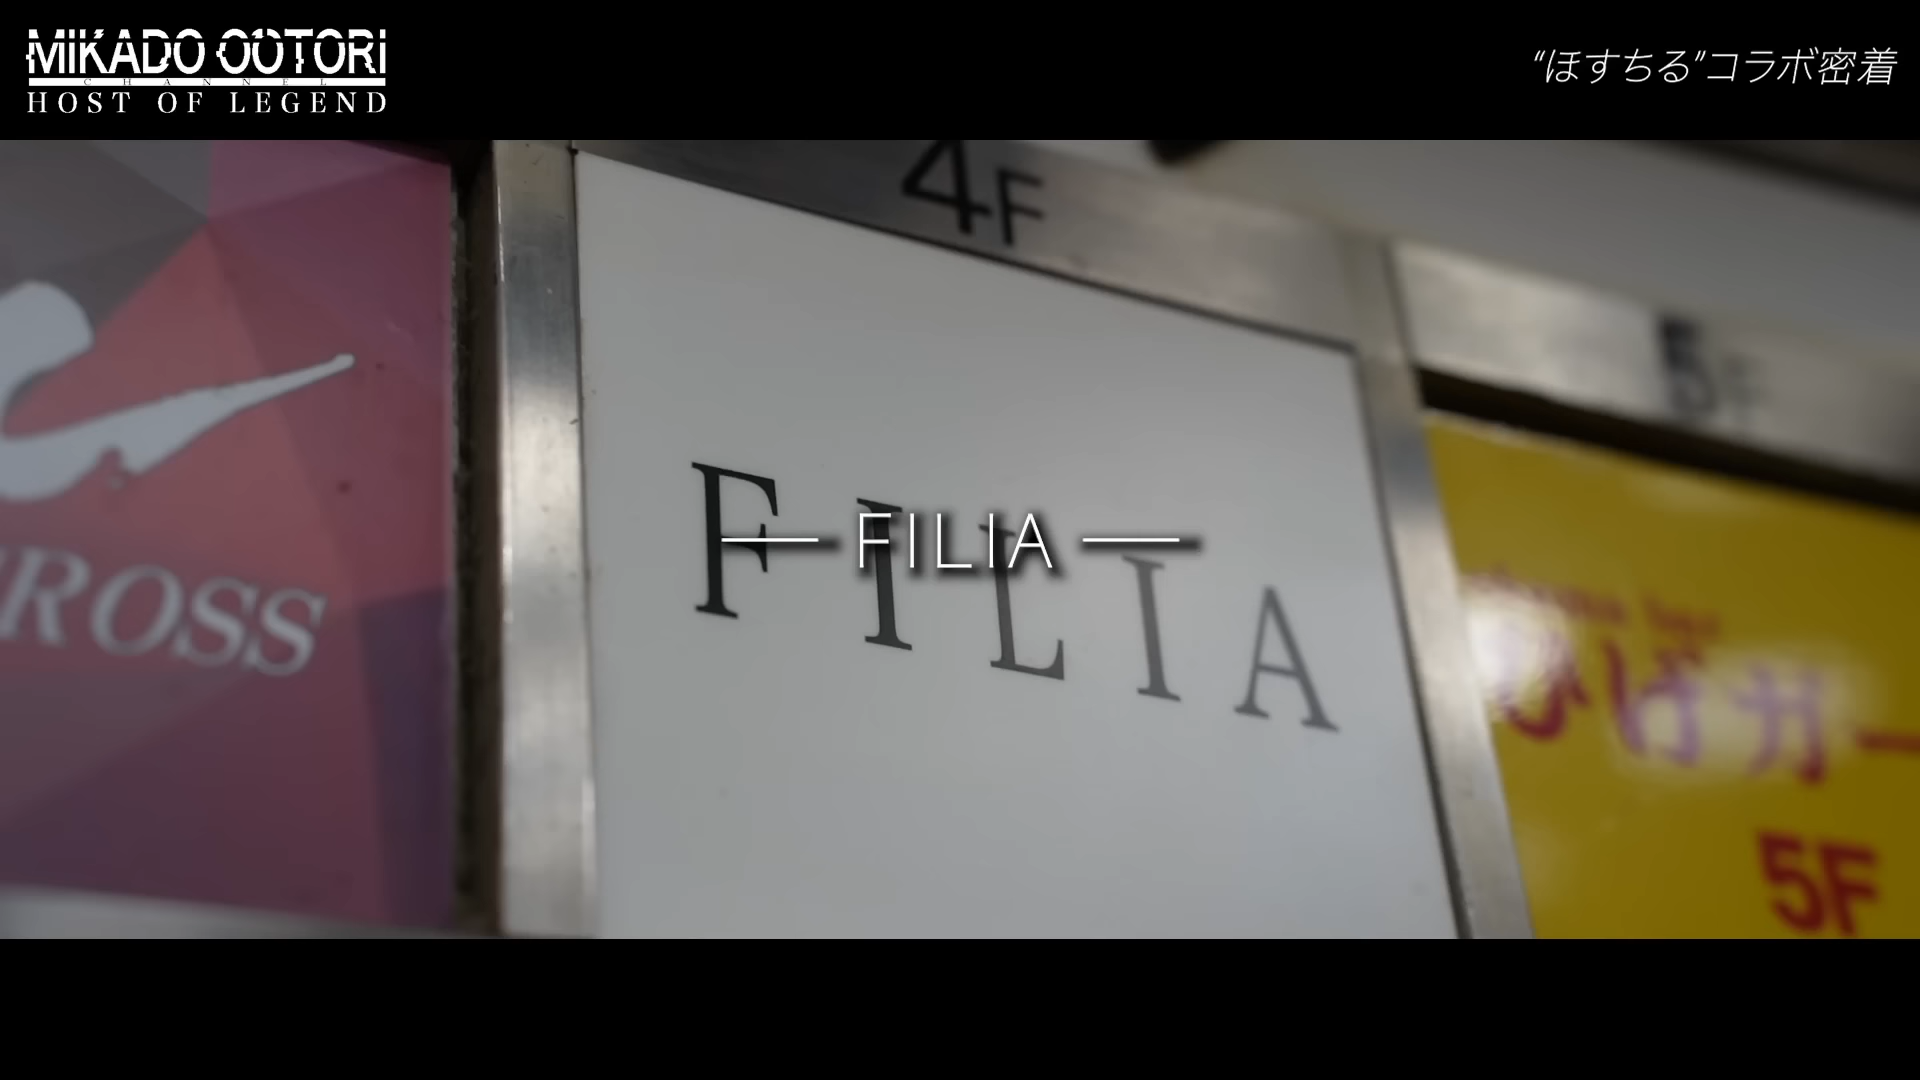 MIKADO OOTORI
CHANNEL
HOST OF LEGEND
“ほすちる”コラボ密着
4F
5F
FILIA
— FILIA —
ROSS
5F